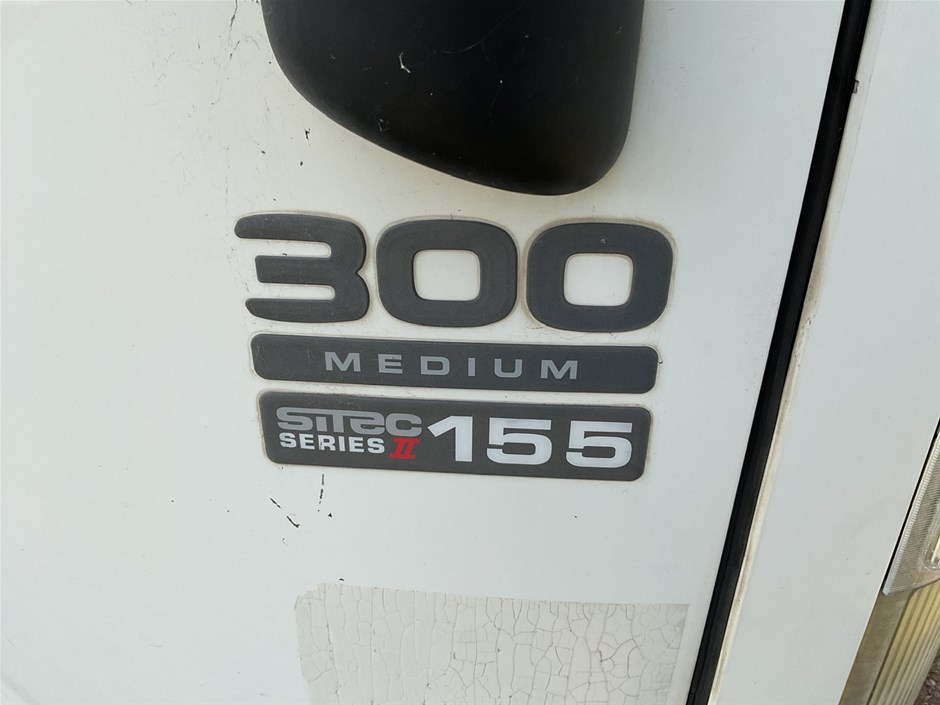 300
MEDIUM
SiTEC
SERIES II 155